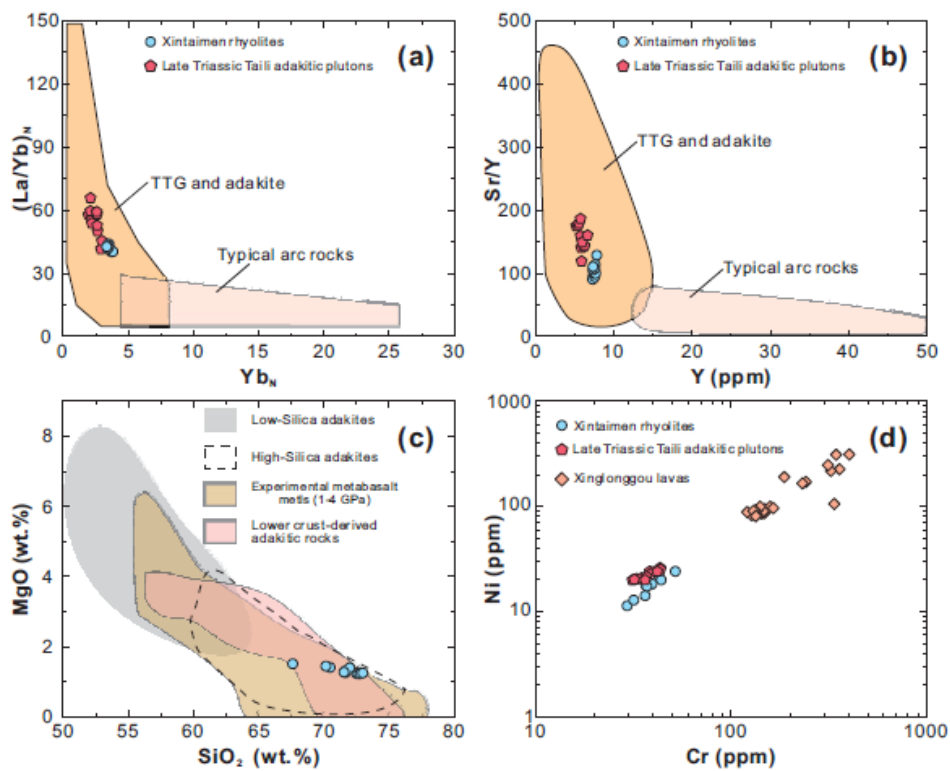 (a)
Xintaimen rhyolites
Late Triassic Taili adakitic plutons
TTG and adakite
Typical arc rocks
(La/Yb)N
150
120
90
60
30
0
0 5 10 15 20 25 30
YbN
(b)
Xintaimen rhyolites
Late Triassic Taili adakitic plutons
TTG and adakite
Typical arc rocks
Sr/Y
500
400
300
200
100
0
0 10 20 30 40 50
Y (ppm)
(c)
Low-Silica adakites
High-Silica adakites
Experimental metabasalt
metls (1-4 GPa)
Lower crust-derived
adakitic rocks
MgO (wt.%)
8
6
4
2
0
50 55 60 65 70 75 80
SiO2 (wt.%)
(d)
Xintaimen rhyolites
Late Triassic Taili adakitic plutons
Xinglonggou lavas
Ni (ppm)
1000
100
10
1
10 100 1000
Cr (ppm)